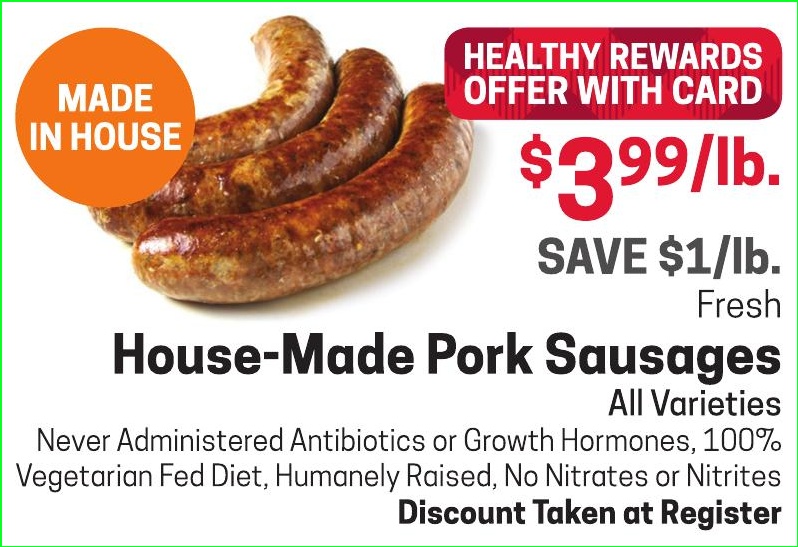 MADE
IN HOUSE
HEALTHY REWARDS
OFFER WITH CARD
$3.99/lb.
SAVE $1/lb.
Fresh
House-Made Pork Sausages
All Varieties
Never Administered Antibiotics or Growth Hormones, 100%
Vegetarian Fed Diet, Humanely Raised, No Nitrates or Nitrites
Discount Taken at Register